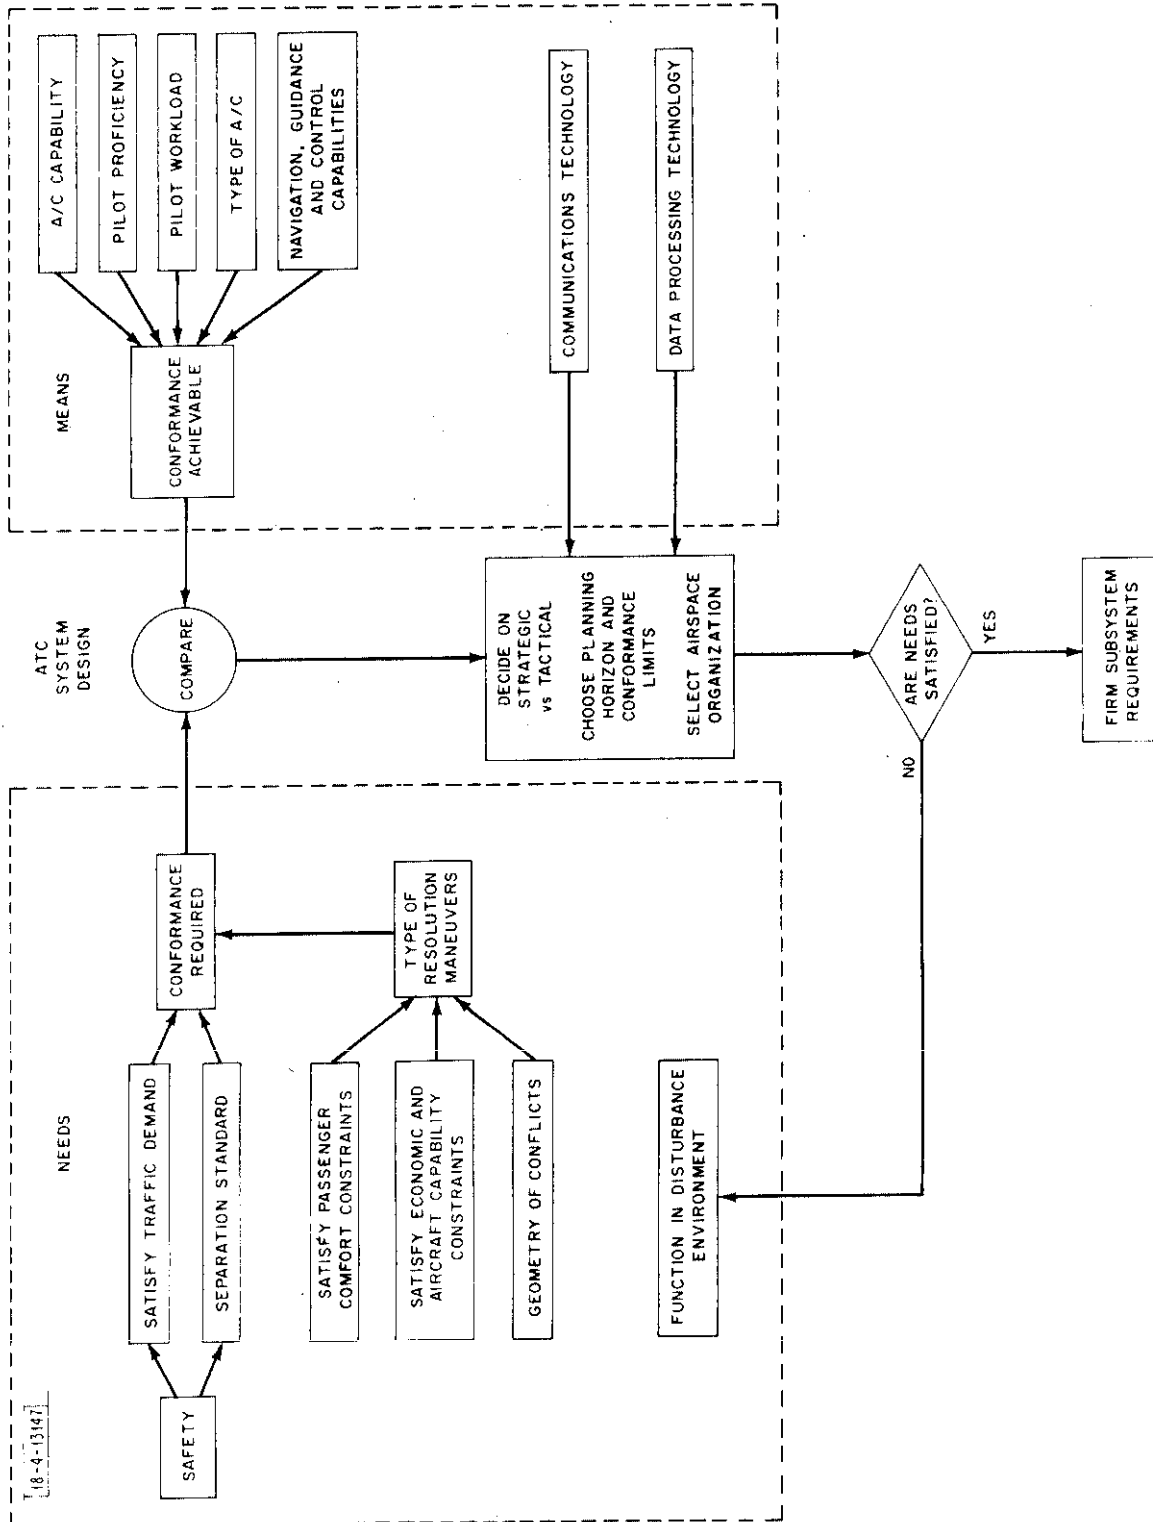 18-4-13147
NEEDS
ATC
SYSTEM
DESIGN
MEANS
SAFETY
SATISFY TRAFFIC DEMAND
SEPARATION STANDARD
CONFORMANCE
REQUIRED
COMPARE
CONFORMANCE
ACHIEVABLE
A/C CAPABILITY
PILOT PROFICIENCY
PILOT WORKLOAD
TYPE OF A/C
NAVIGATION, GUIDANCE
AND CONTROL
CAPABILITIES
SATISFY PASSENGER
COMFORT CONSTRAINTS
SATISFY ECONOMIC AND
AIRCRAFT CAPABILITY
CONSTRAINTS
GEOMETRY OF CONFLICTS
TYPE OF
RESOLUTION
MANEUVERS
DECIDE ON
STRATEGIC
vs TACTICAL
CHOOSE PLANNING
HORIZON AND
CONFORMANCE
LIMITS
SELECT AIRSPACE
ORGANIZATION
COMMUNICATIONS TECHNOLOGY
DATA PROCESSING TECHNOLOGY
FUNCTION IN DISTURBANCE
ENVIRONMENT
NO
ARE NEEDS
SATISFIED?
YES
FIRM SUBSYSTEM
REQUIREMENTS